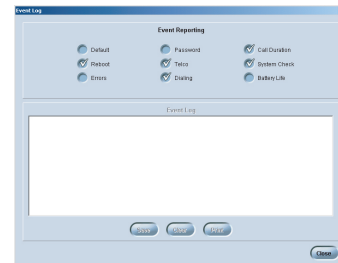 Event Log
Event Reporting
Default Password Call Duration
Reboot Telco System Check
Errors Dialing Battery Life
Event Log
Close